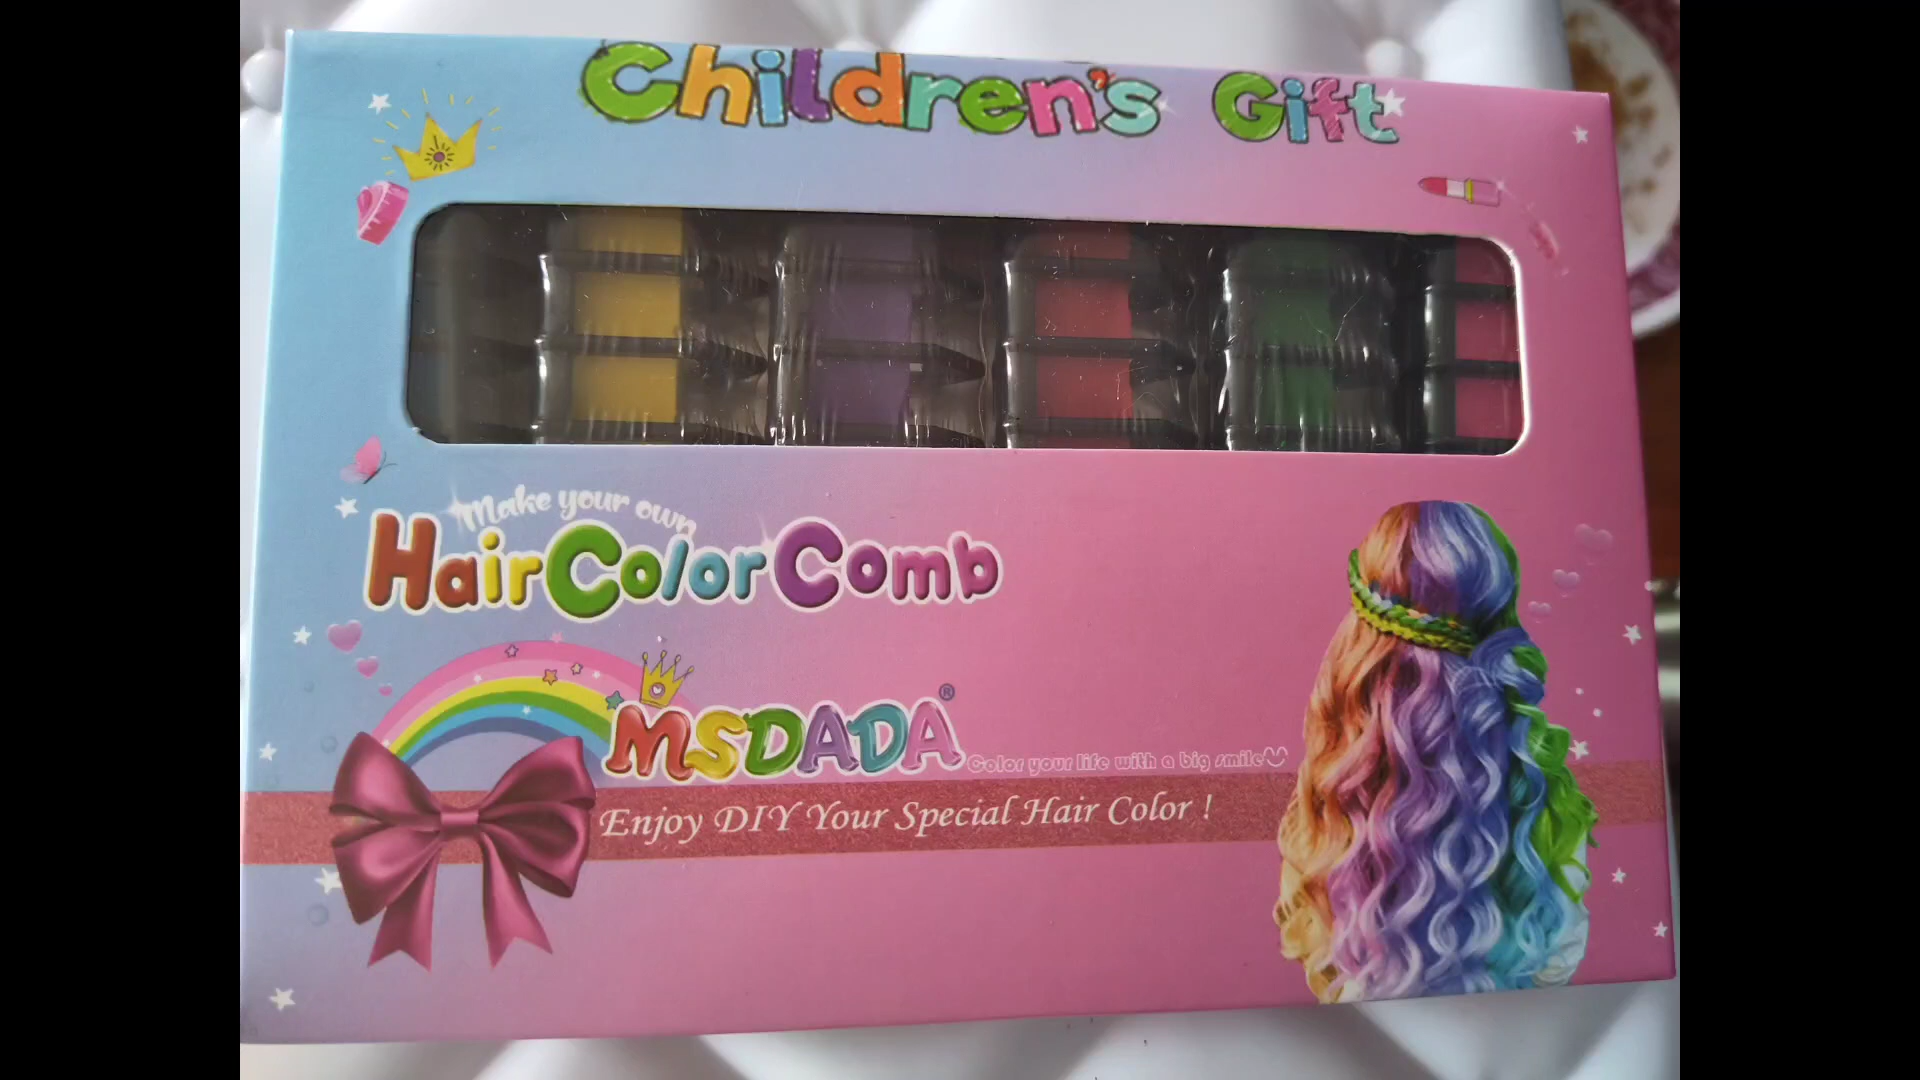 Children's Gift
Make your own
HairColorComb
MSDADA®
Color your life with a big smile
Enjoy DIY Your Special Hair Color !